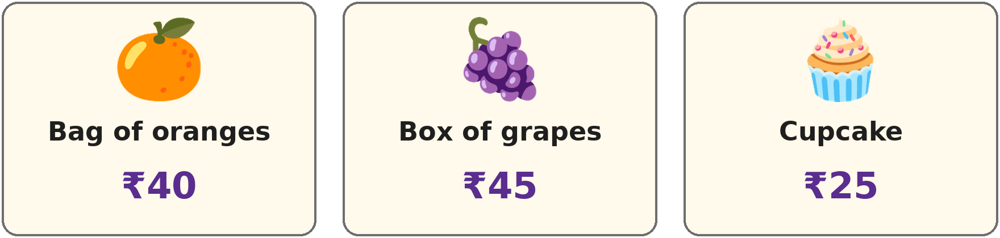 Bag of oranges
₹40
Box of grapes
₹45
Cupcake
₹25